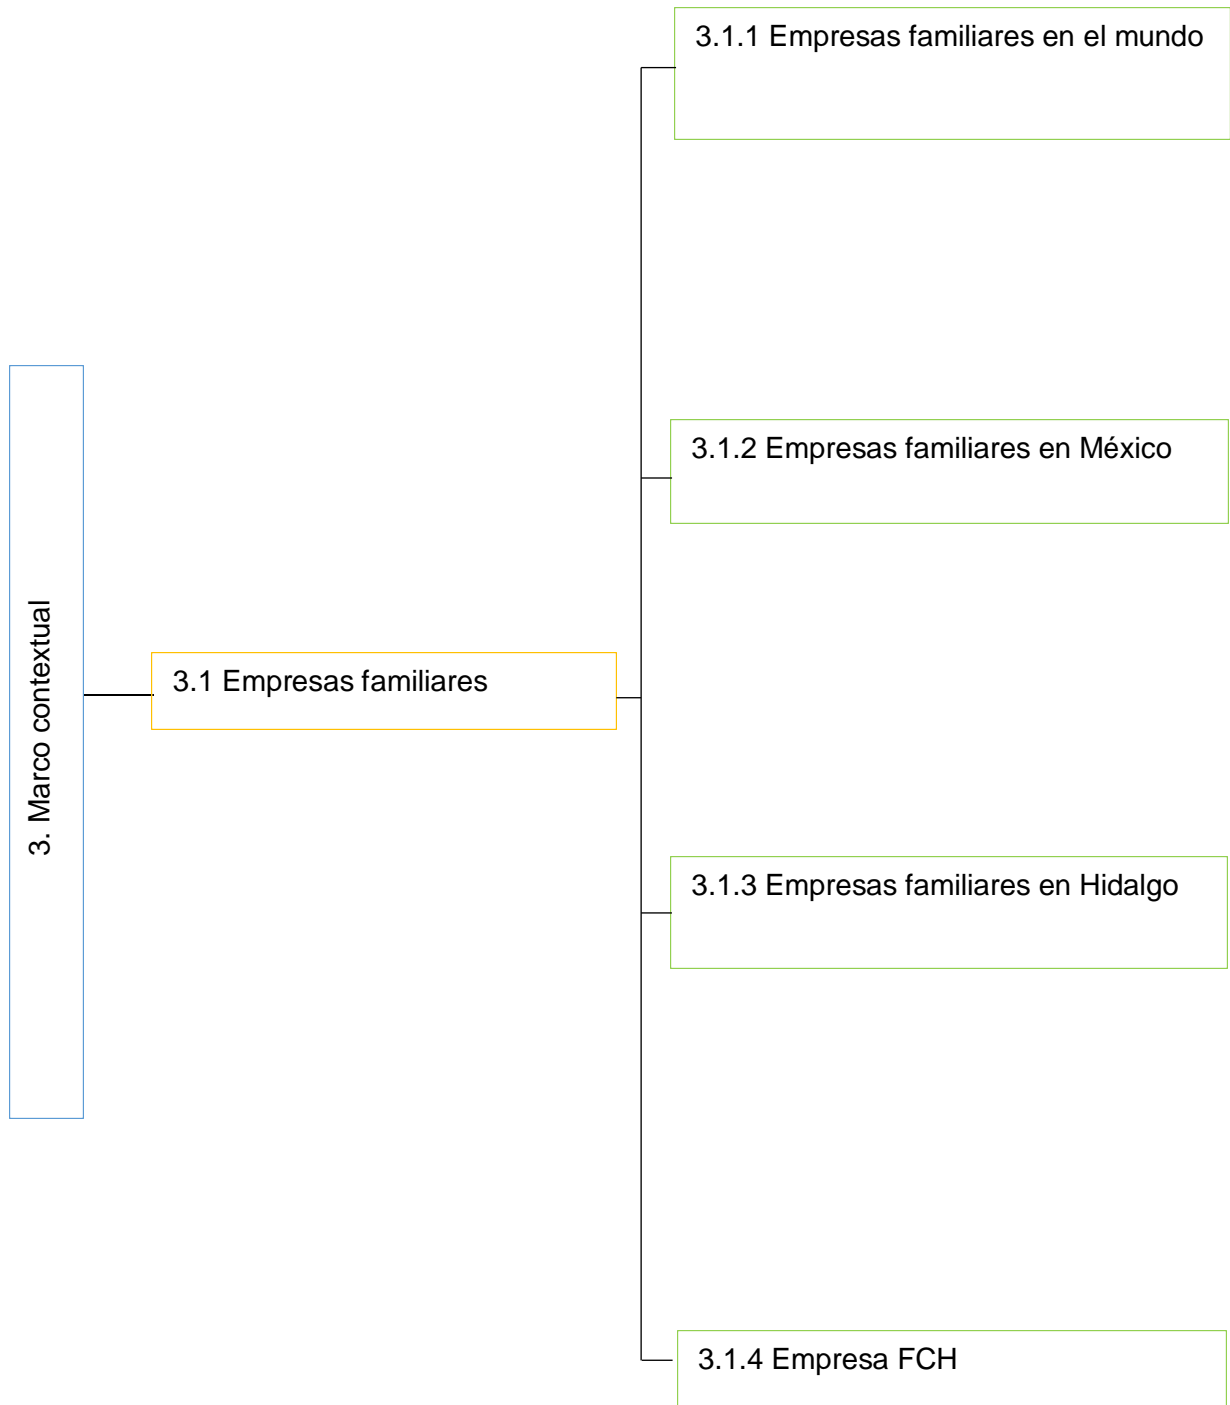 3. Marco contextual
3.1 Empresas familiares
3.1.1 Empresas familiares en el mundo
3.1.2 Empresas familiares en México
3.1.3 Empresas familiares en Hidalgo
3.1.4 Empresa FCH